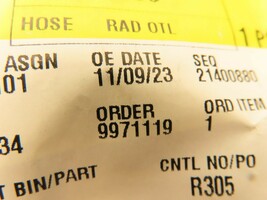 HOSE RAD OTL
1 P
ASGN OE DATE SEQ
01 11/09/23 21400880
ORDER ORD ITEM
34 9971119 1
T BIN/PART CNTL NO/PO
R305